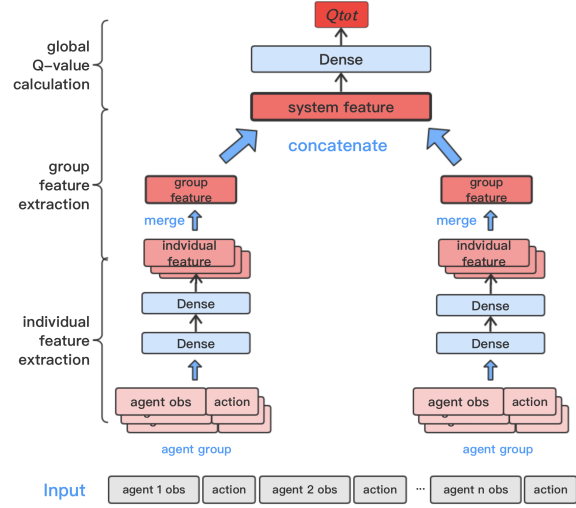 Qtot
global
Q-value
calculation
Dense
system feature
concatenate
group
feature
extraction
group
feature
group
feature
merge
merge
indvidual
feature
indvidual
feature
Dense
Dense
individual
feature
extraction
Dense
Dense
agent obs action
agent obs action
agent group
agent group
Input
agent 1 obs action agent 2 obs action ... agent n obs action